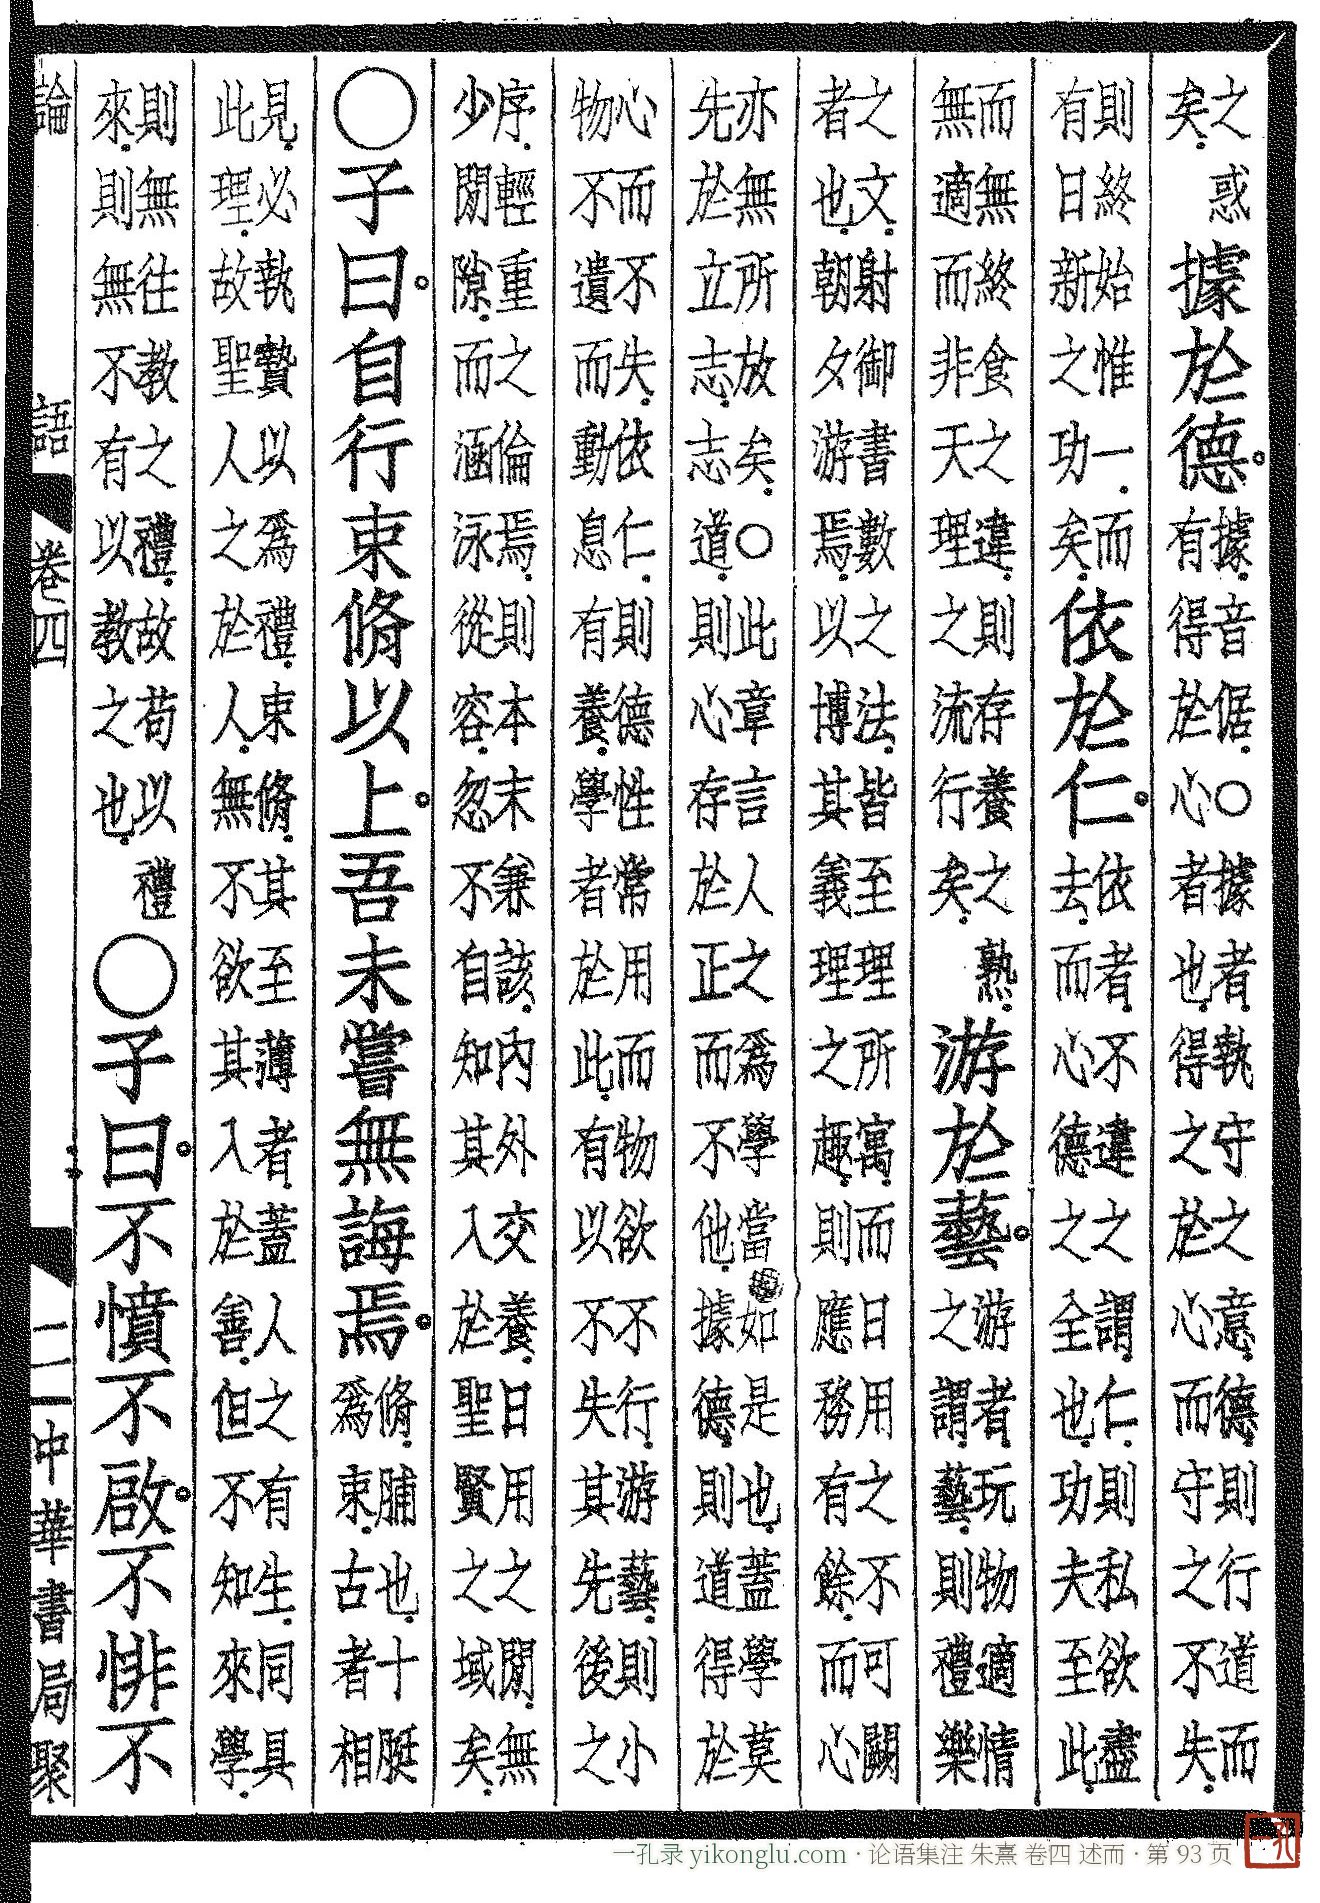 之惑
矣。
據於德。
據音倨。○據者執守之意。德則行道而
有得於心者也。得之於心而守之不失。
則終始惟一。而
有日新之功矣。
依於仁。
依者。不違之謂。仁。則私欲盡
去。而心德之全也。功夫至此。
而無終食之違。則存養之熟。
無適而非天理之流行矣。
游於藝。
游者。玩物適情
之謂。藝。則禮樂
之文。射御書數之法。皆至理所寓。而日用之不可闕
者也。朝夕游焉。以博其義理之趣。則應務有餘。而心
亦無所放矣。○此章言人之爲學當如是也。蓋學莫
先於立志。志道。則心存於正而不他。據德。則道得於
心而不失。依仁。則德性常用而物欲不行。游藝。則小
物不遺而動息有養。學者於此。有以不失其先後之
序。輕重之倫焉。則本末兼該。內外交養。日用之閒。無
少閒隙。而涵泳從容。忽不自知其入於聖賢之域矣。
○子曰。自行束脩以上。吾未嘗無誨焉。
脩。脯也。十脡
爲束。古者相
見。必執贄以爲禮。束脩。其至薄者。蓋人之有生。同具
此理。故聖人之於人。無不欲其入於善。但不知來學。
則無往教之禮。故苟以禮
來。則無不有以教之也。
○子曰。不憤不啟。不悱不
論語 卷四 二一 中華書局聚
一孔录 yikonglu.com · 论语集注 朱熹 卷四 述而 · 第 93 页
一孔